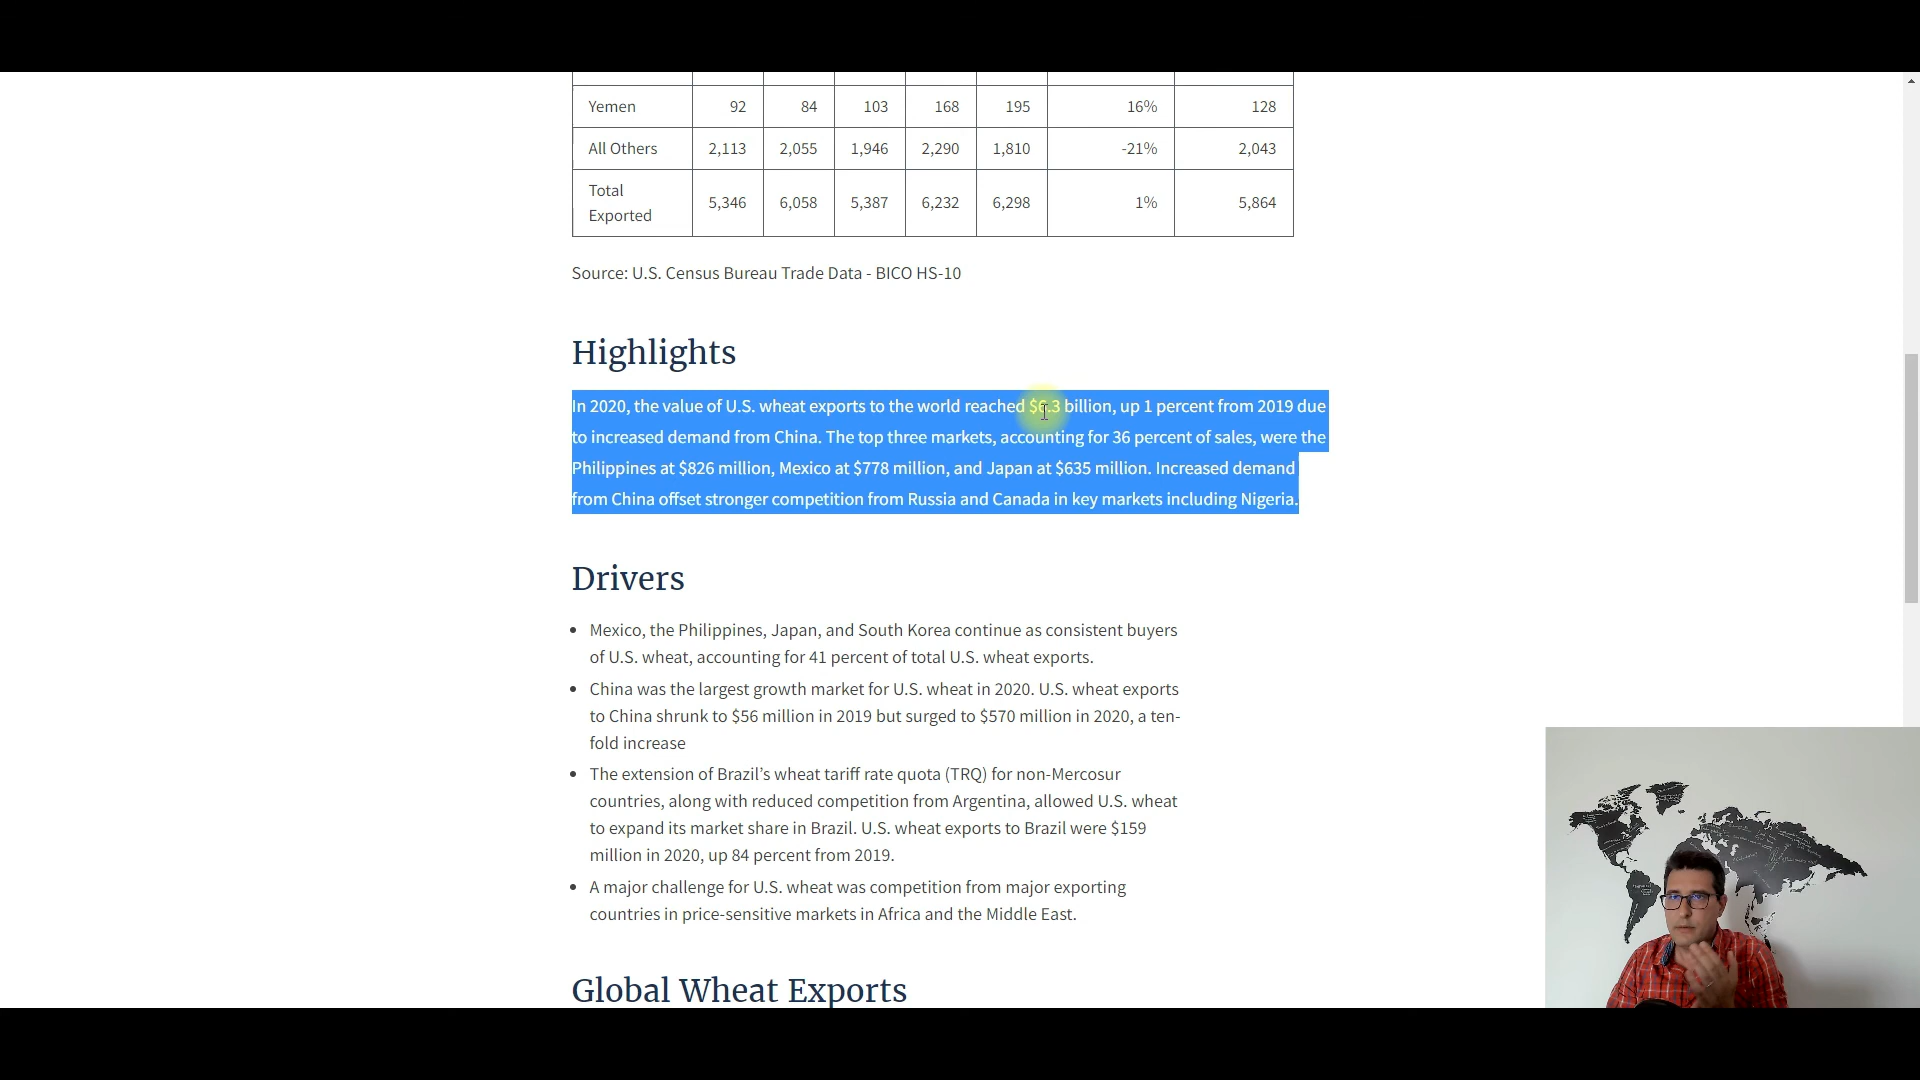 Yemen 92 84 103 168 195 16% 128
All Others 2,113 2,055 1,946 2,290 1,810 -21% 2,043
Total
Exported 5,346 6,058 5,387 6,232 6,298 1% 5,864
Source: U.S. Census Bureau Trade Data - BICO HS-10
Highlights
In 2020, the value of U.S. wheat exports to the world reached $6.3 billion, up 1 percent from 2019 due
to increased demand from China. The top three markets, accounting for 36 percent of sales, were the
Philippines at $826 million, Mexico at $778 million, and Japan at $635 million. Increased demand
from China offset stronger competition from Russia and Canada in key markets including Nigeria.
Drivers
• Mexico, the Philippines, Japan, and South Korea continue as consistent buyers
of U.S. wheat, accounting for 41 percent of total U.S. wheat exports.
• China was the largest growth market for U.S. wheat in 2020. U.S. wheat exports
to China shrunk to $56 million in 2019 but surged to $570 million in 2020, a ten-
fold increase
• The extension of Brazil’s wheat tariff rate quota (TRQ) for non-Mercosur
countries, along with reduced competition from Argentina, allowed U.S. wheat
to expand its market share in Brazil. U.S. wheat exports to Brazil were $159
million in 2020, up 84 percent from 2019.
• A major challenge for U.S. wheat was competition from major exporting
countries in price-sensitive markets in Africa and the Middle East.
Global Wheat Exports